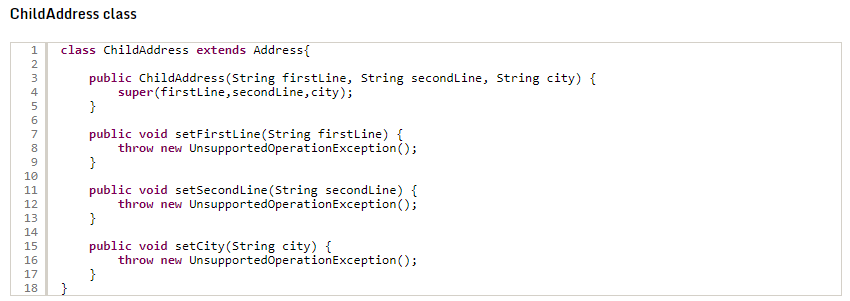 ChildAddress class
1 class ChildAddress extends Address{
2
3 public ChildAddress(String firstLine, String secondLine, String city) {
4 super(firstLine,secondLine,city);
5 }
6
7 public void setFirstLine(String firstLine) {
8 throw new UnsupportedOperationException();
9 }
10
11 public void setSecondLine(String secondLine) {
12 throw new UnsupportedOperationException();
13 }
14
15 public void setCity(String city) {
16 throw new UnsupportedOperationException();
17 }
18 }